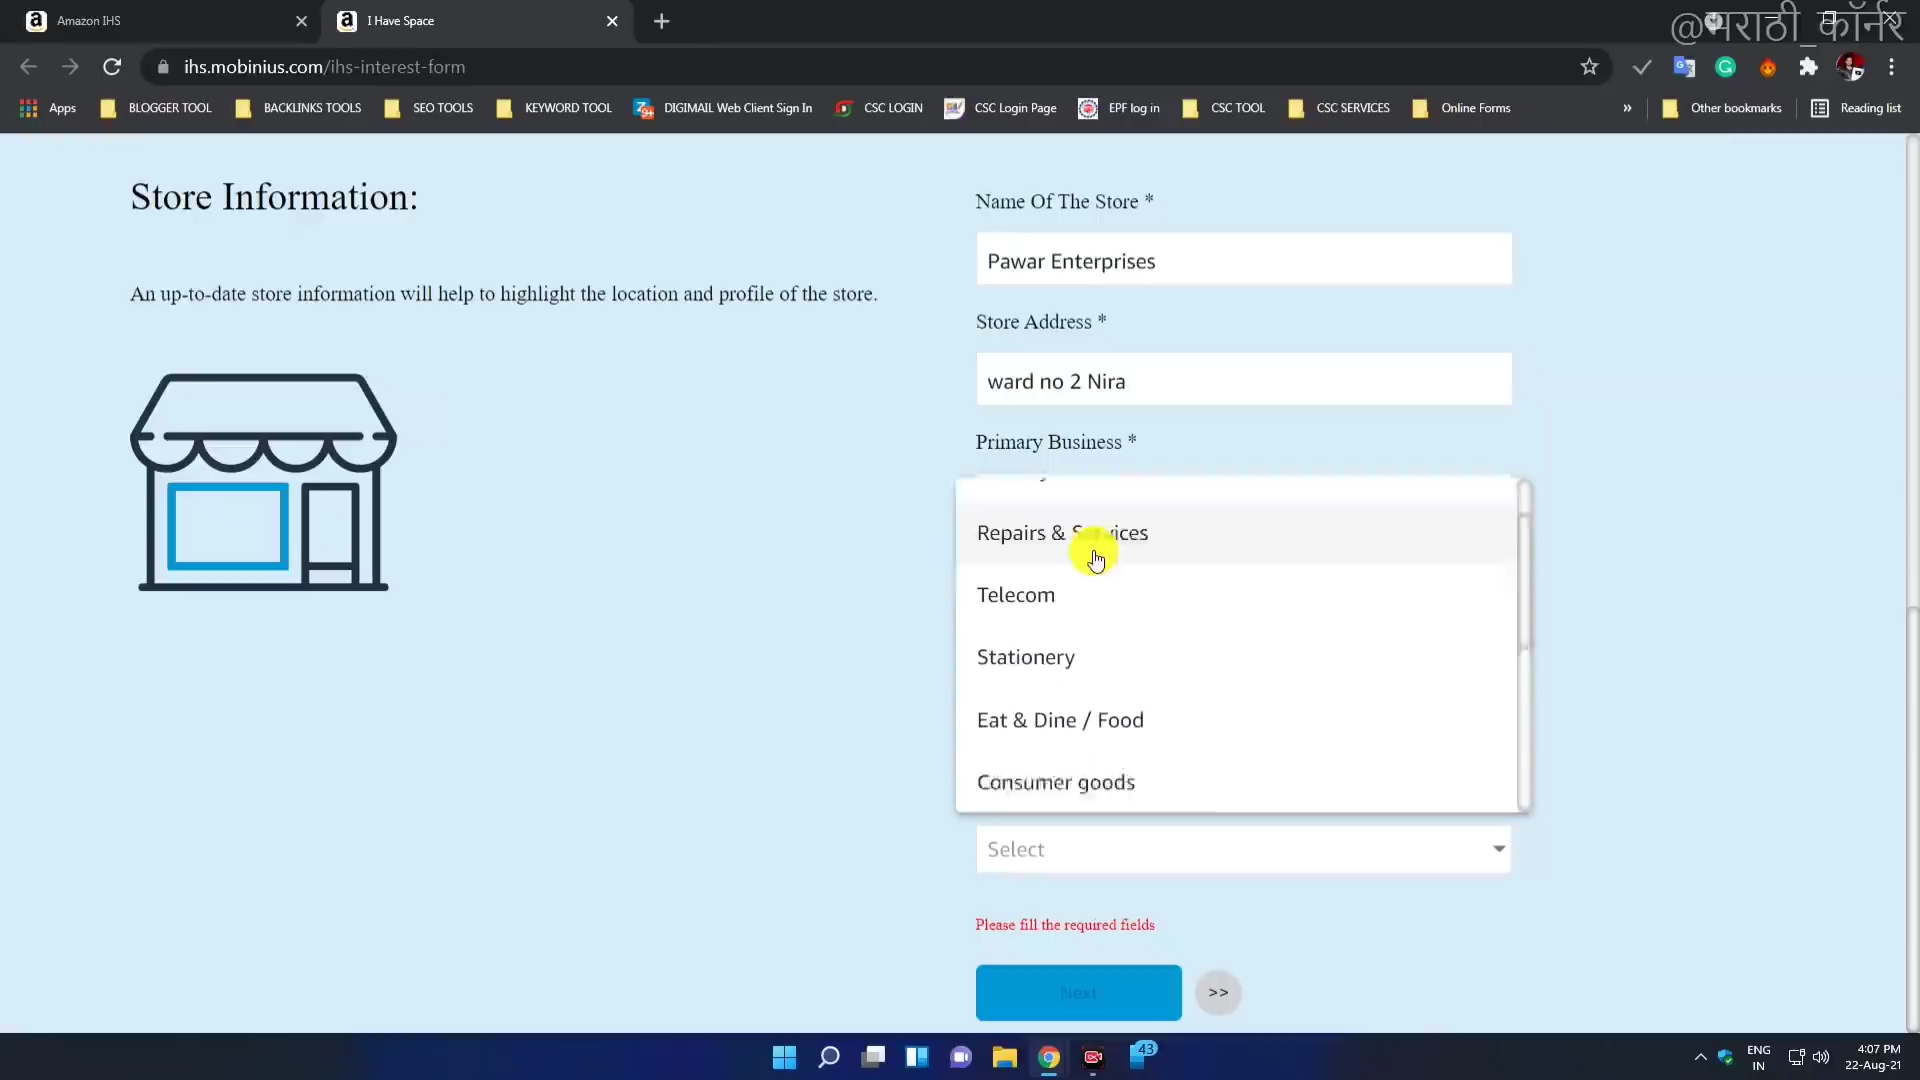 Amazon IHS
I Have Space
@मराठी_कॉर्नर
ihs.mobinius.com/ihs-interest-form
Apps
BLOGGER TOOL
BACKLINKS TOOLS
SEO TOOLS
KEYWORD TOOL
DIGIMAIL Web Client Sign In
CSC LOGIN
CSC Login Page
EPF log in
CSC TOOL
CSC SERVICES
Online Forms
»
Other bookmarks
Reading list
Store Information:
An up-to-date store information will help to highlight the location and profile of the store.
Name Of The Store *
Pawar Enterprises
Store Address *
ward no 2 Nira
Primary Business *
Repairs & Services
Telecom
Stationery
Eat & Dine / Food
Consumer goods
Select
Please fill the required fields
Next
>>
43
ENG
IN
4:07 PM
22-Aug-21